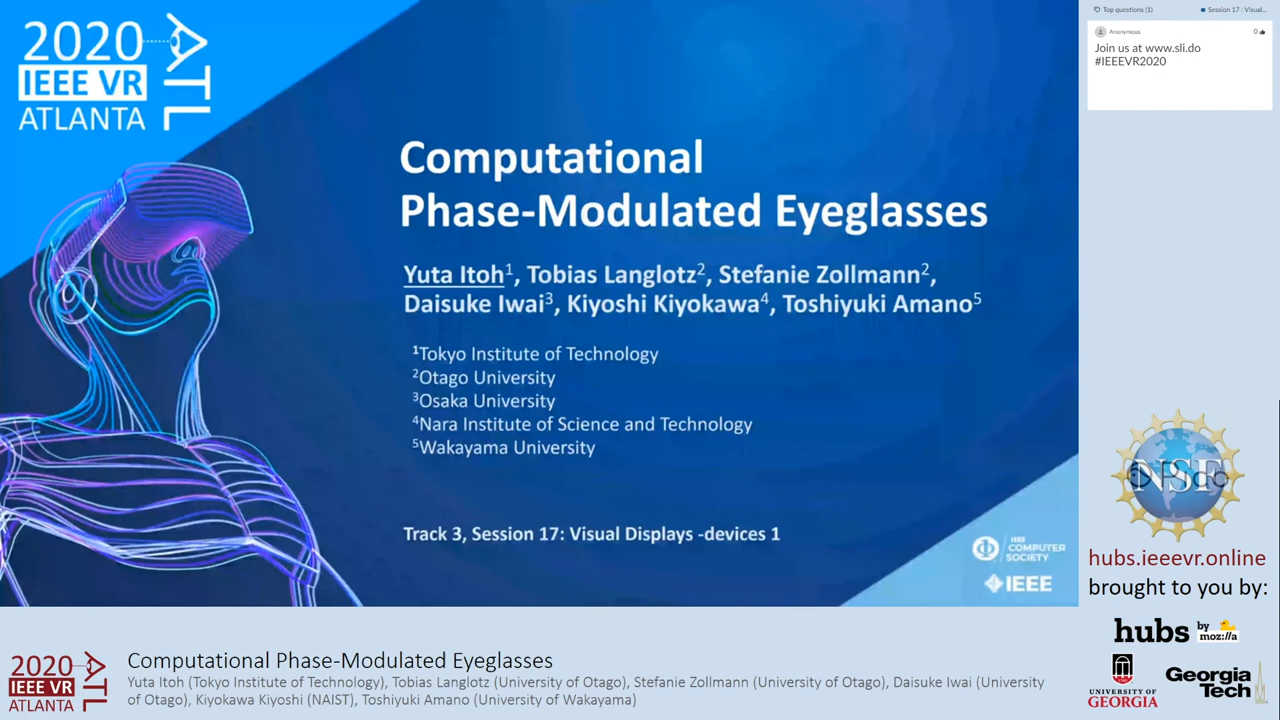 2020
IEEE VR
ATLANTA
ATL
Computational
Phase-Modulated Eyeglasses
Yuta Itoh1, Tobias Langlotz2, Stefanie Zollmann2,
Daisuke Iwai3, Kiyoshi Kiyokawa4, Toshiyuki Amano5
1Tokyo Institute of Technology
2Otago University
3Osaka University
4Nara Institute of Science and Technology
5Wakayama University
Track 3, Session 17: Visual Displays -devices 1
IEEE
COMPUTER
SOCIETY
IEEE
Top questions (1)
Session 17 : Visual...
Anonymous
0
Join us at www.sli.do
#IEEEVR2020
NSF
hubs.ieeevr.online
brought to you by:
hubs by moz://a
UNIVERSITY OF
GEORGIA
Georgia
Tech
2020
IEEE VR
ATLANTA
ATL
Computational Phase-Modulated Eyeglasses
Yuta Itoh (Tokyo Institute of Technology), Tobias Langlotz (University of Otago), Stefanie Zollmann (University of Otago), Daisuke Iwai (University
of Otago), Kiyokawa Kiyoshi (NAIST), Toshiyuki Amano (University of Wakayama)